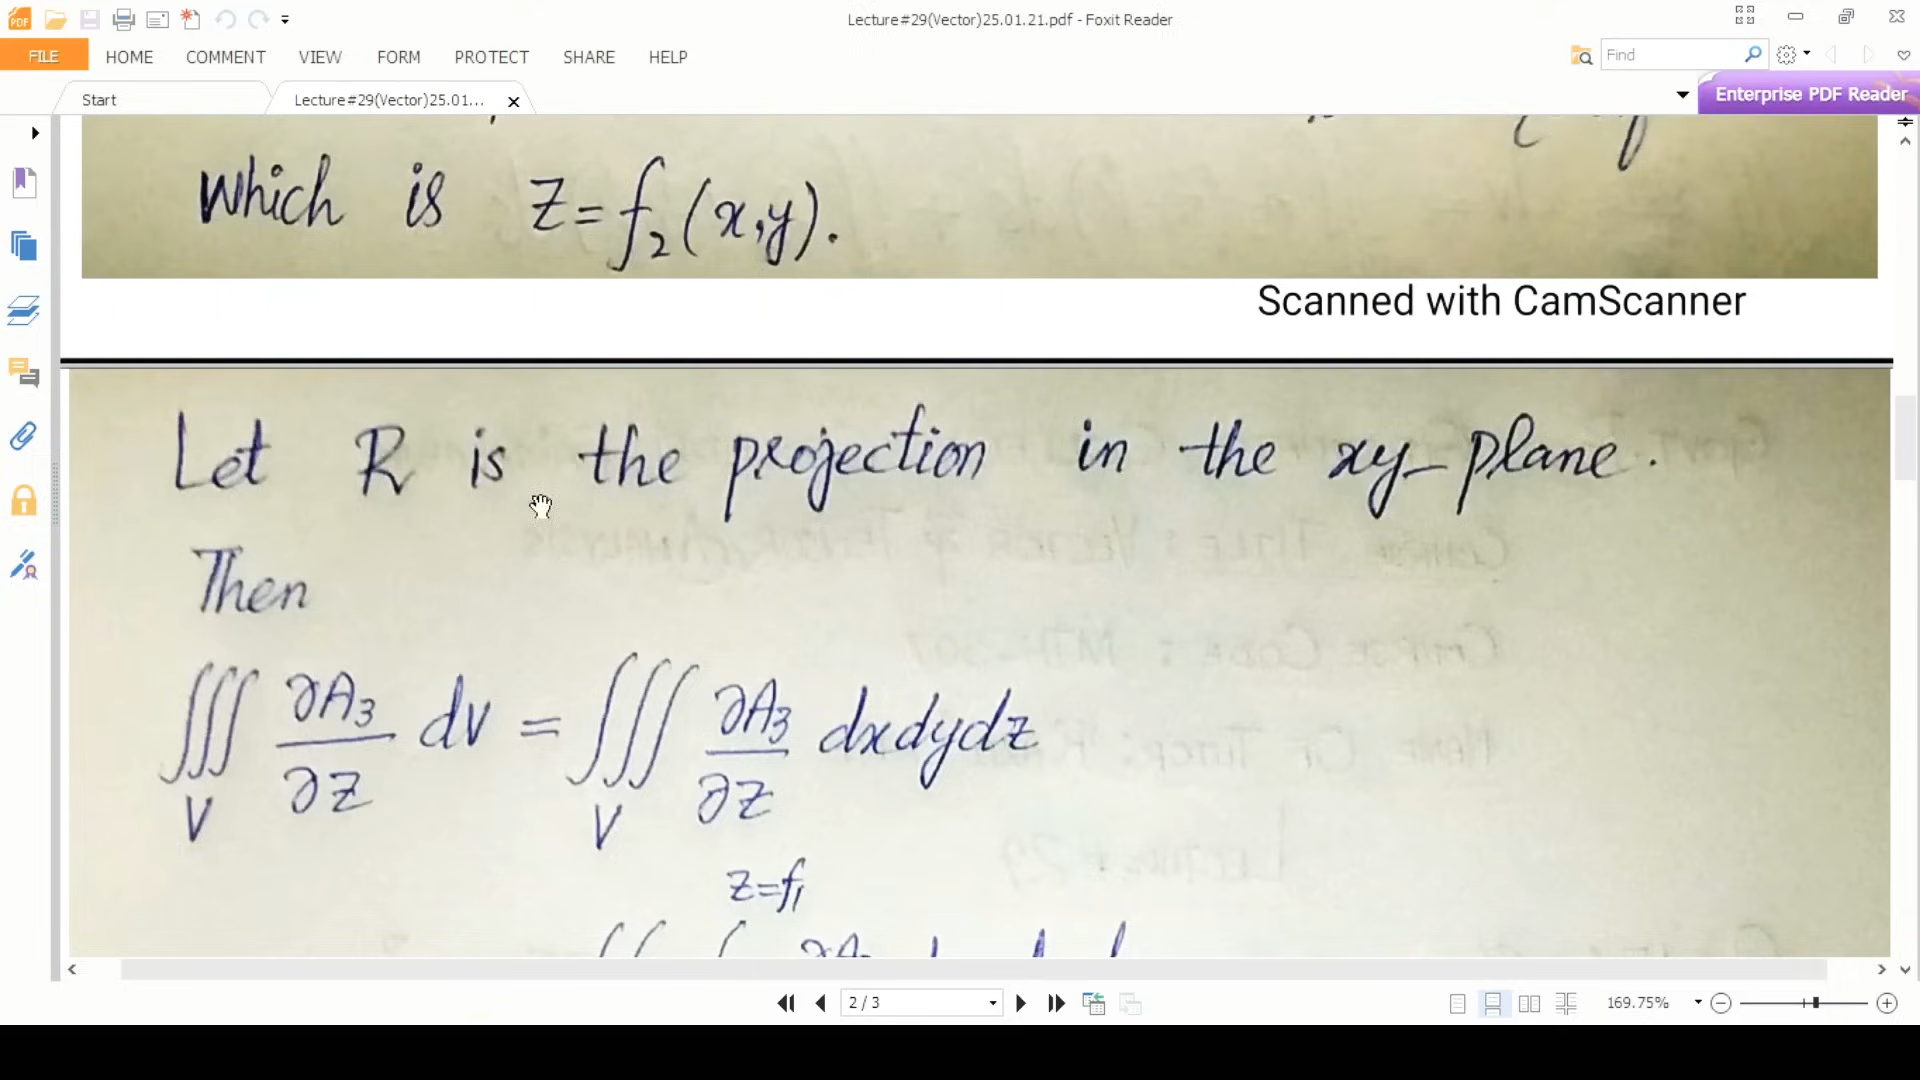 Lecture#29(Vector)25.01.21.pdf - Foxit Reader
FILE HOME COMMENT VIEW FORM PROTECT SHARE HELP
Find
Start Lecture#29(Vector)25.01...
Enterprise PDF Reader
Which is z=f₂(x,y).
Scanned with CamScanner
Let R is the projection in the xy-plane.
Then
∭_V ∂A₃/∂z dV = ∭_V ∂A₃/∂z dxdydz
z=f₁
2 / 3
169.75%